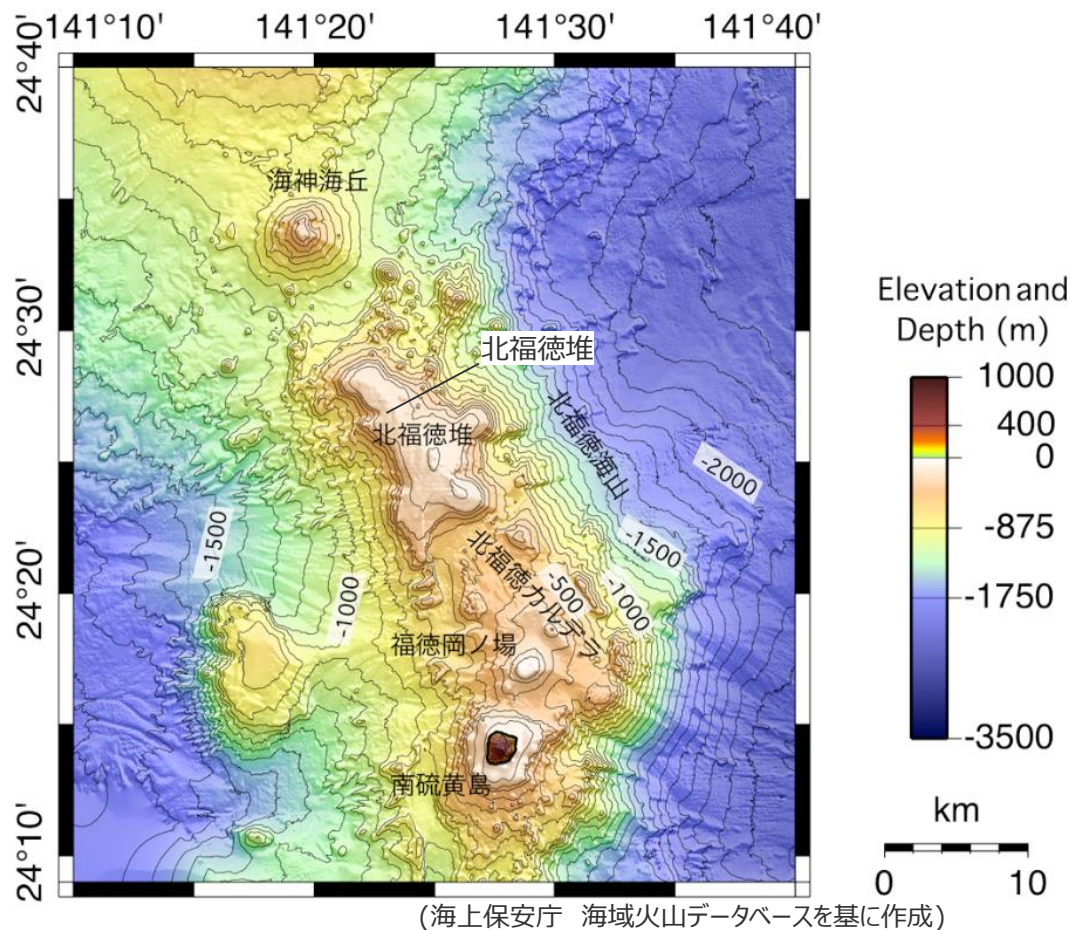 141°10' 141°20' 141°30' 141°40'
24°40'
海神海丘
24°30'
北福徳堆
北福徳堆
北福徳海山
-2000
-1500
-1500
北福徳カルデラ
-500
-1000
-1000
24°20'
福徳岡ノ場
南硫黄島
24°10'
Elevation and
Depth (m)
1000
400
0
-875
-1750
-3500
km
0 10
(海上保安庁 海域火山データベースを基に作成)